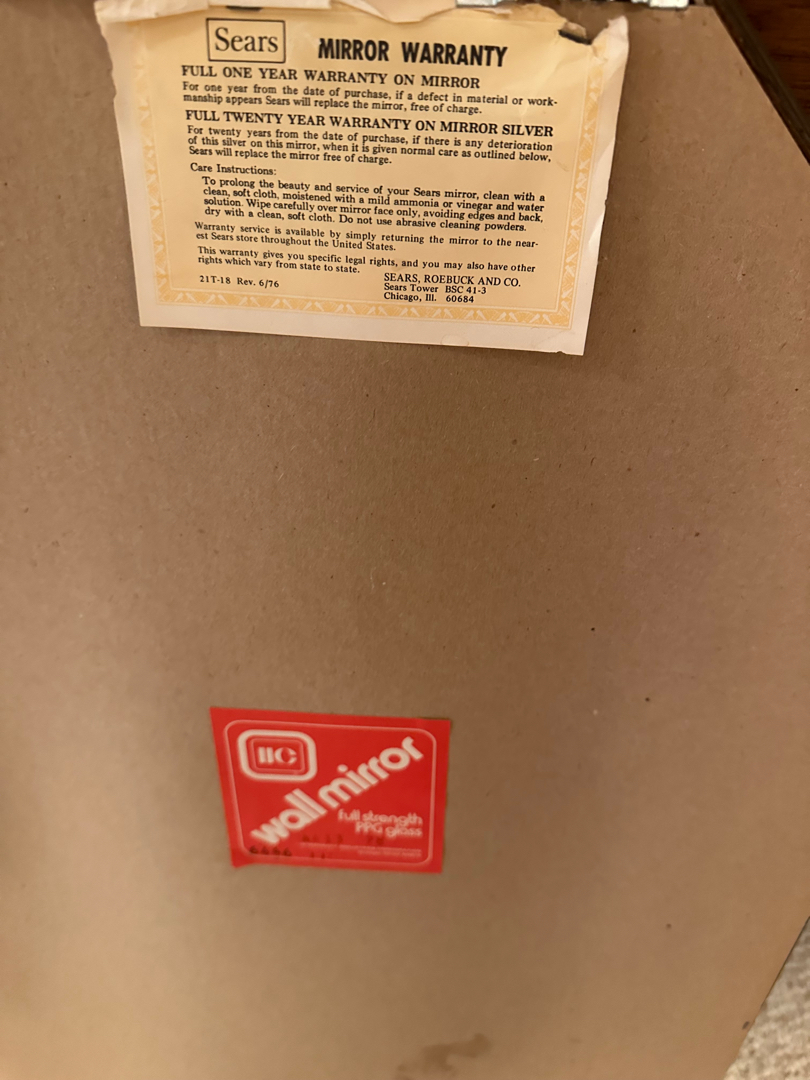 Sears
MIRROR WARRANTY
FULL ONE YEAR WARRANTY ON MIRROR
For one year from the date of purchase, if a defect in material or work-
manship appears Sears will replace the mirror, free of charge.
FULL TWENTY YEAR WARRANTY ON MIRROR SILVER
For twenty years from the date of purchase, if there is any deterioration
of this silver on this mirror, when it is given normal care as outlined below,
Sears will replace the mirror free of charge.
Care Instructions:
To prolong the beauty and service of your Sears mirror, clean with a
clean, soft cloth, moistened with a mild ammonia or vinegar and water
solution. Wipe carefully over mirror face only, avoiding edges and back,
dry with a clean, soft cloth. Do not use abrasive cleaning powders.
Warranty service is available by simply returning the mirror to the near-
est Sears store throughout the United States.
This warranty gives you specific legal rights, and you may also have other
rights which vary from state to state.
21T-18 Rev. 6/76
SEARS, ROEBUCK AND CO.
Sears Tower BSC 41-3
Chicago, Ill. 60684
wall mirror
full strength
PPG glass